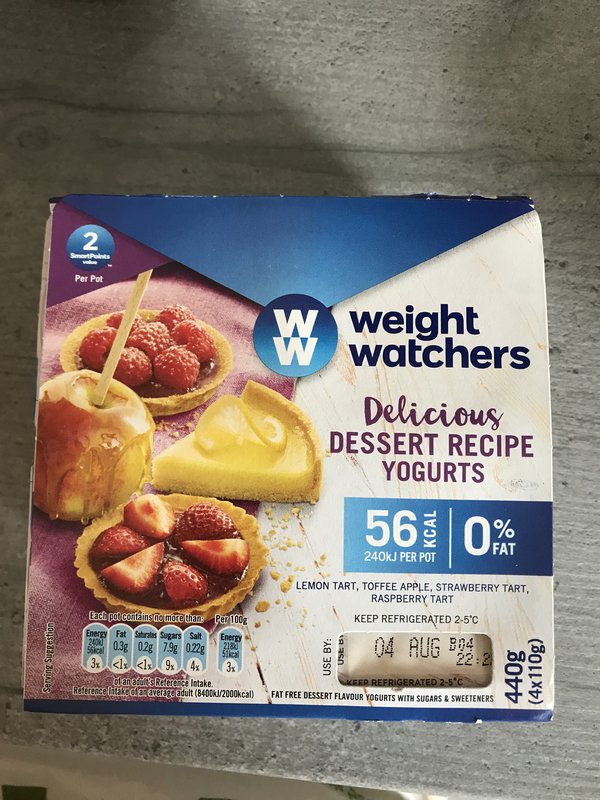 2
SmartPoints
value
Per Pot
W
W
weight
watchers
Delicious
DESSERT RECIPE
YOGURTS
56 KCAL
240kJ PER POT
0% FAT
LEMON TART, TOFFEE APPLE, STRAWBERRY TART,
RASPBERRY TART
KEEP REFRIGERATED 2-5°C
USE BY:
USE B
04 AUG
04
22:2
KEEP REFRIGERATED 2-5°C
440g
(4x110g)
Serving Suggestion
Each pot contains no more than: Per 100g
Energy Fat Saturates Sugars Salt Energy
240kJ 0.3g 0.2g 7.9g 0.22g 218kJ
56kcal 51kcal
3% <1% <1% 9% 4% 3%
of an adult's Reference Intake.
Reference Intake of an average adult (8400kJ/2000kcal)
FAT FREE DESSERT FLAVOUR YOGURTS WITH SUGARS & SWEETENERS